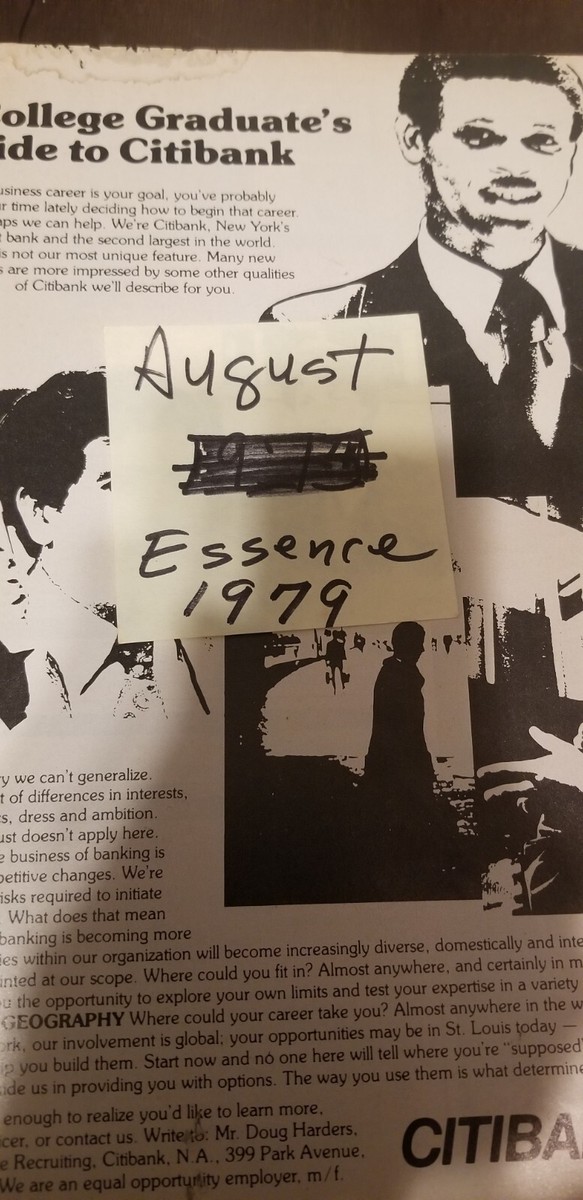 ollege Graduate's
ide to Citibank
usiness career is your goal, you've probably
r time lately deciding how to begin that career.
aps we can help. We're Citibank, New York's
t bank and the second largest in the world.
s not our most unique feature. Many new
s are more impressed by some other qualities
of Citibank we'll describe for you.
August
Essence
1979
y we can't generalize.
t of differences in interests,
s, dress and ambition.
ust doesn't apply here.
e business of banking is
petitive changes. We're
isks required to initiate
. What does that mean
banking is becoming more
ies within our organization will become increasingly diverse, domestically and inte
nted at our scope. Where could you fit in? Almost anywhere, and certainly in m
u the opportunity to explore your own limits and test your expertise in a variety
GEOGRAPHY Where could your career take you? Almost anywhere in the w
rk, our involvement is global; your opportunities may be in St. Louis today —
p you build them. Start now and no one here will tell where you're "supposed"
ide us in providing you with options. The way you use them is what determine
enough to realize you'd like to learn more,
icer, or contact us. Write to: Mr. Doug Harders,
e Recruiting, Citibank, N.A., 399 Park Avenue,
We are an equal opportunity employer, m/f.
CITIBA